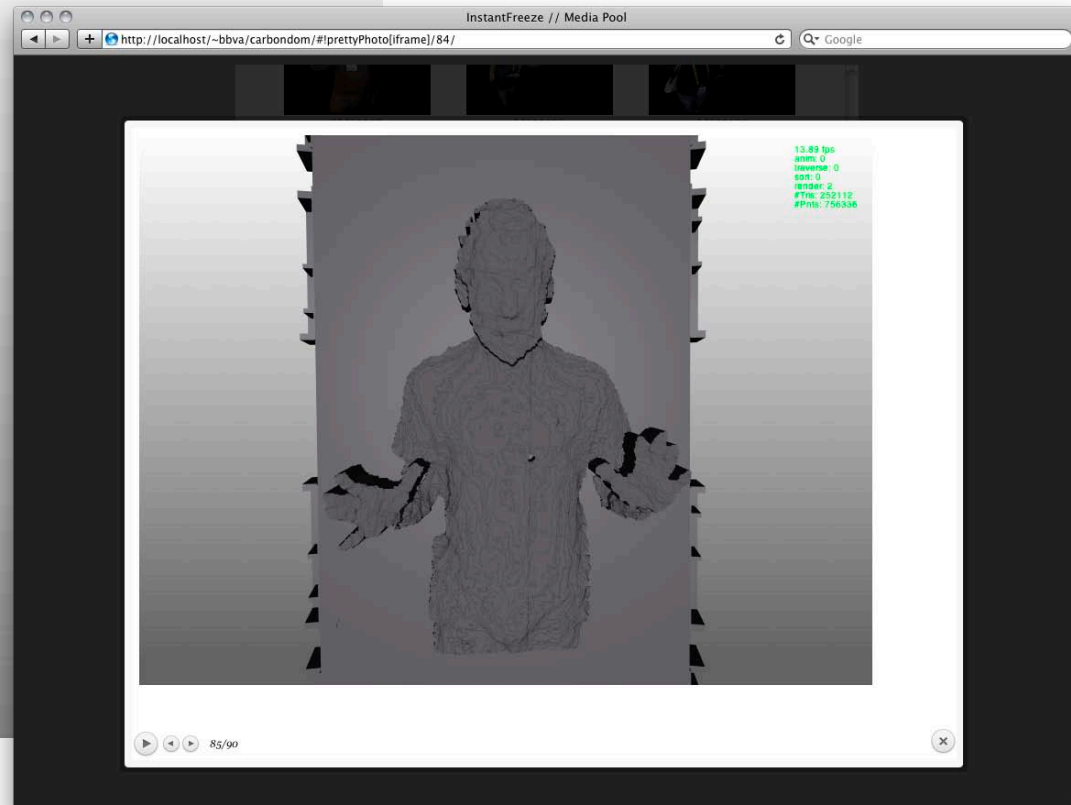 InstantFreeze // Media Pool
http://localhost/~bbva/carbondom/#!prettyPhoto[iframe]/84/
Google
13.89 fps
anim: 0
traverse: 0
sort: 0
render: 2
#Tris: 252112
#Pnts: 756336
85/90